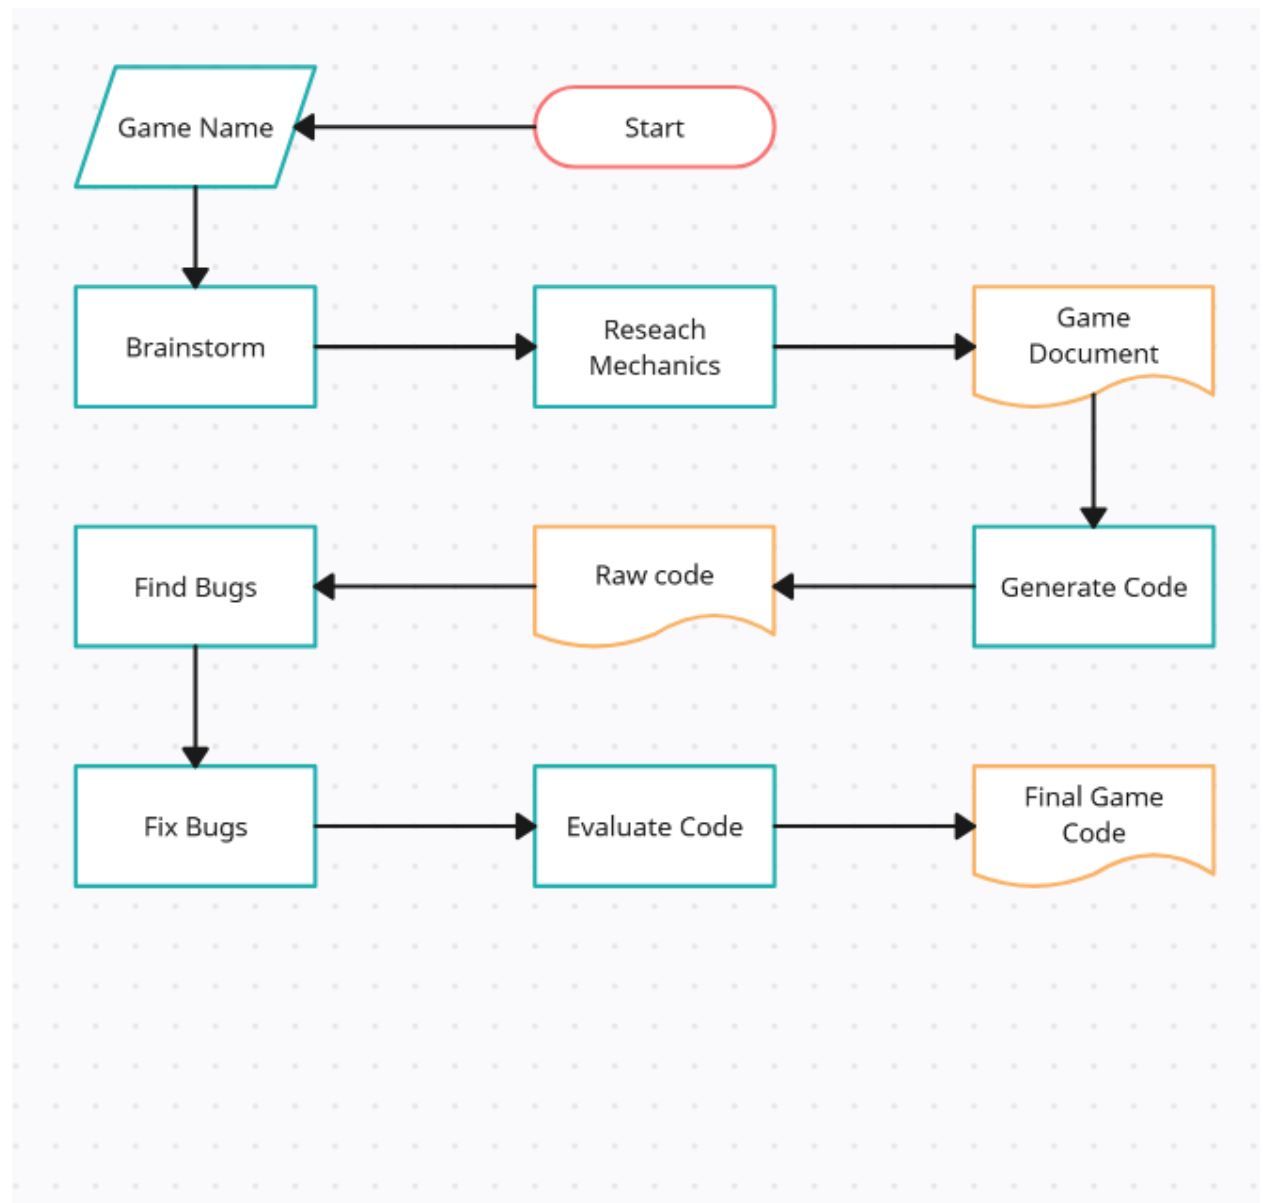 Game Name
Start
Brainstorm
Reseach
Mechanics
Game
Document
Find Bugs
Raw code
Generate Code
Fix Bugs
Evaluate Code
Final Game
Code